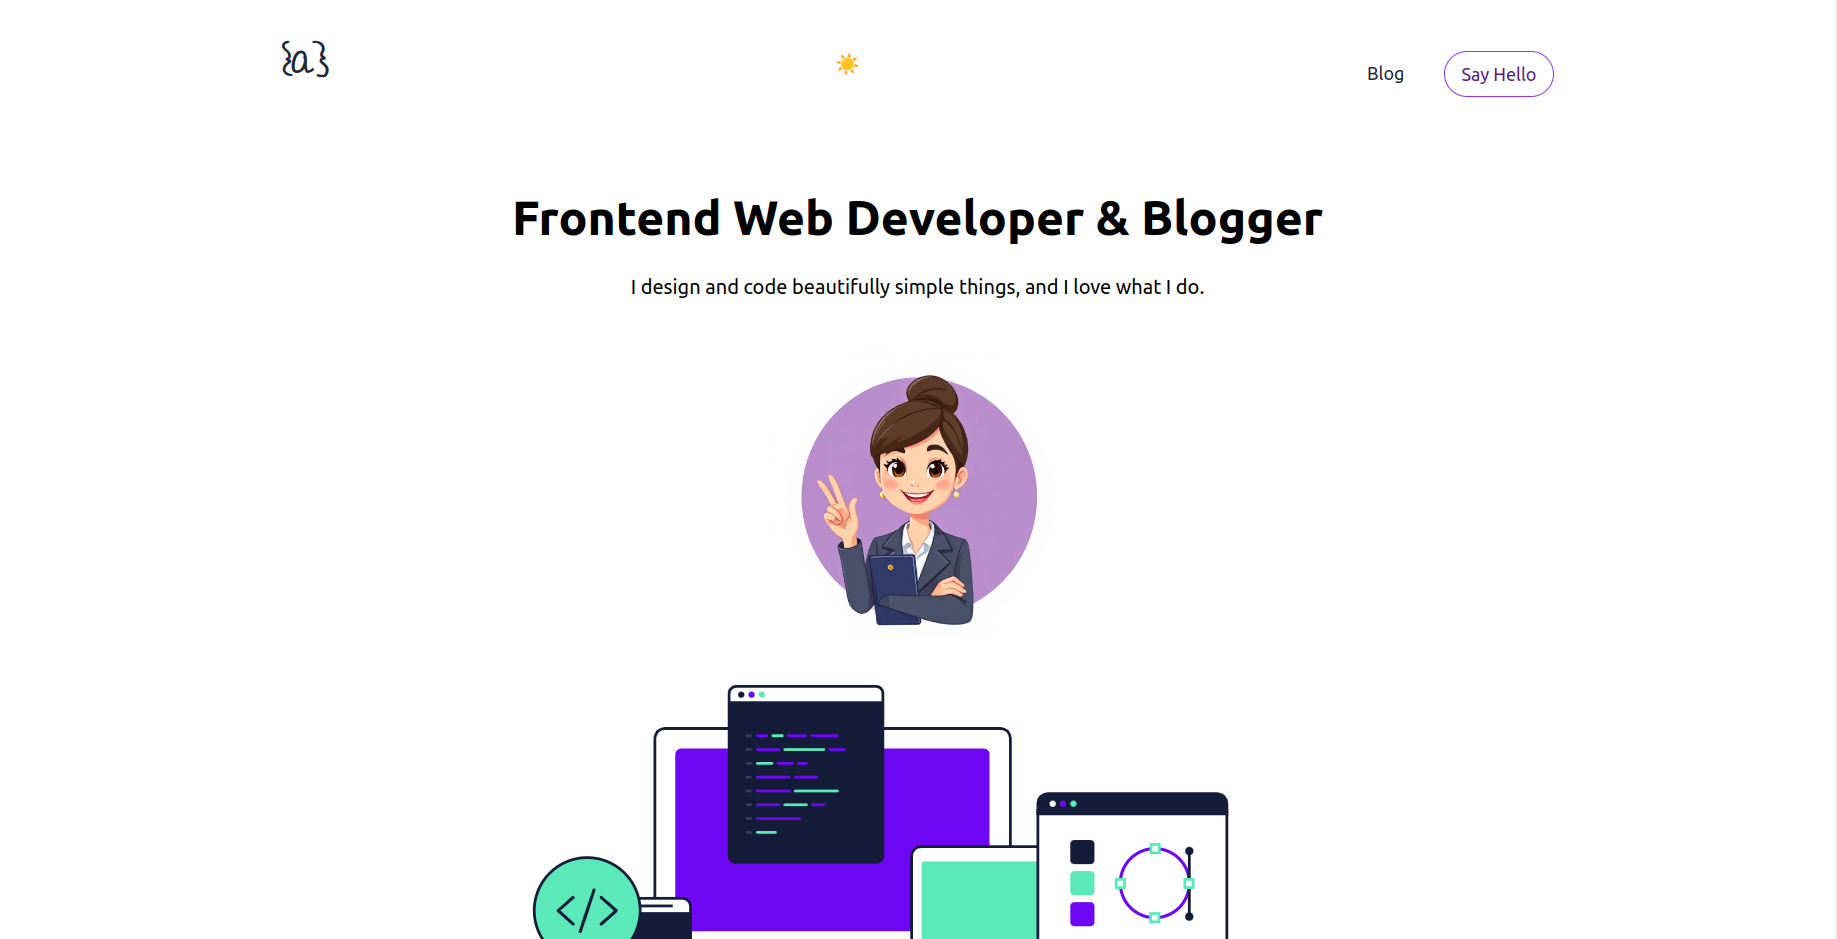 {a}
Blog
Say Hello
Frontend Web Developer & Blogger
I design and code beautifully simple things, and I love what I do.
</>